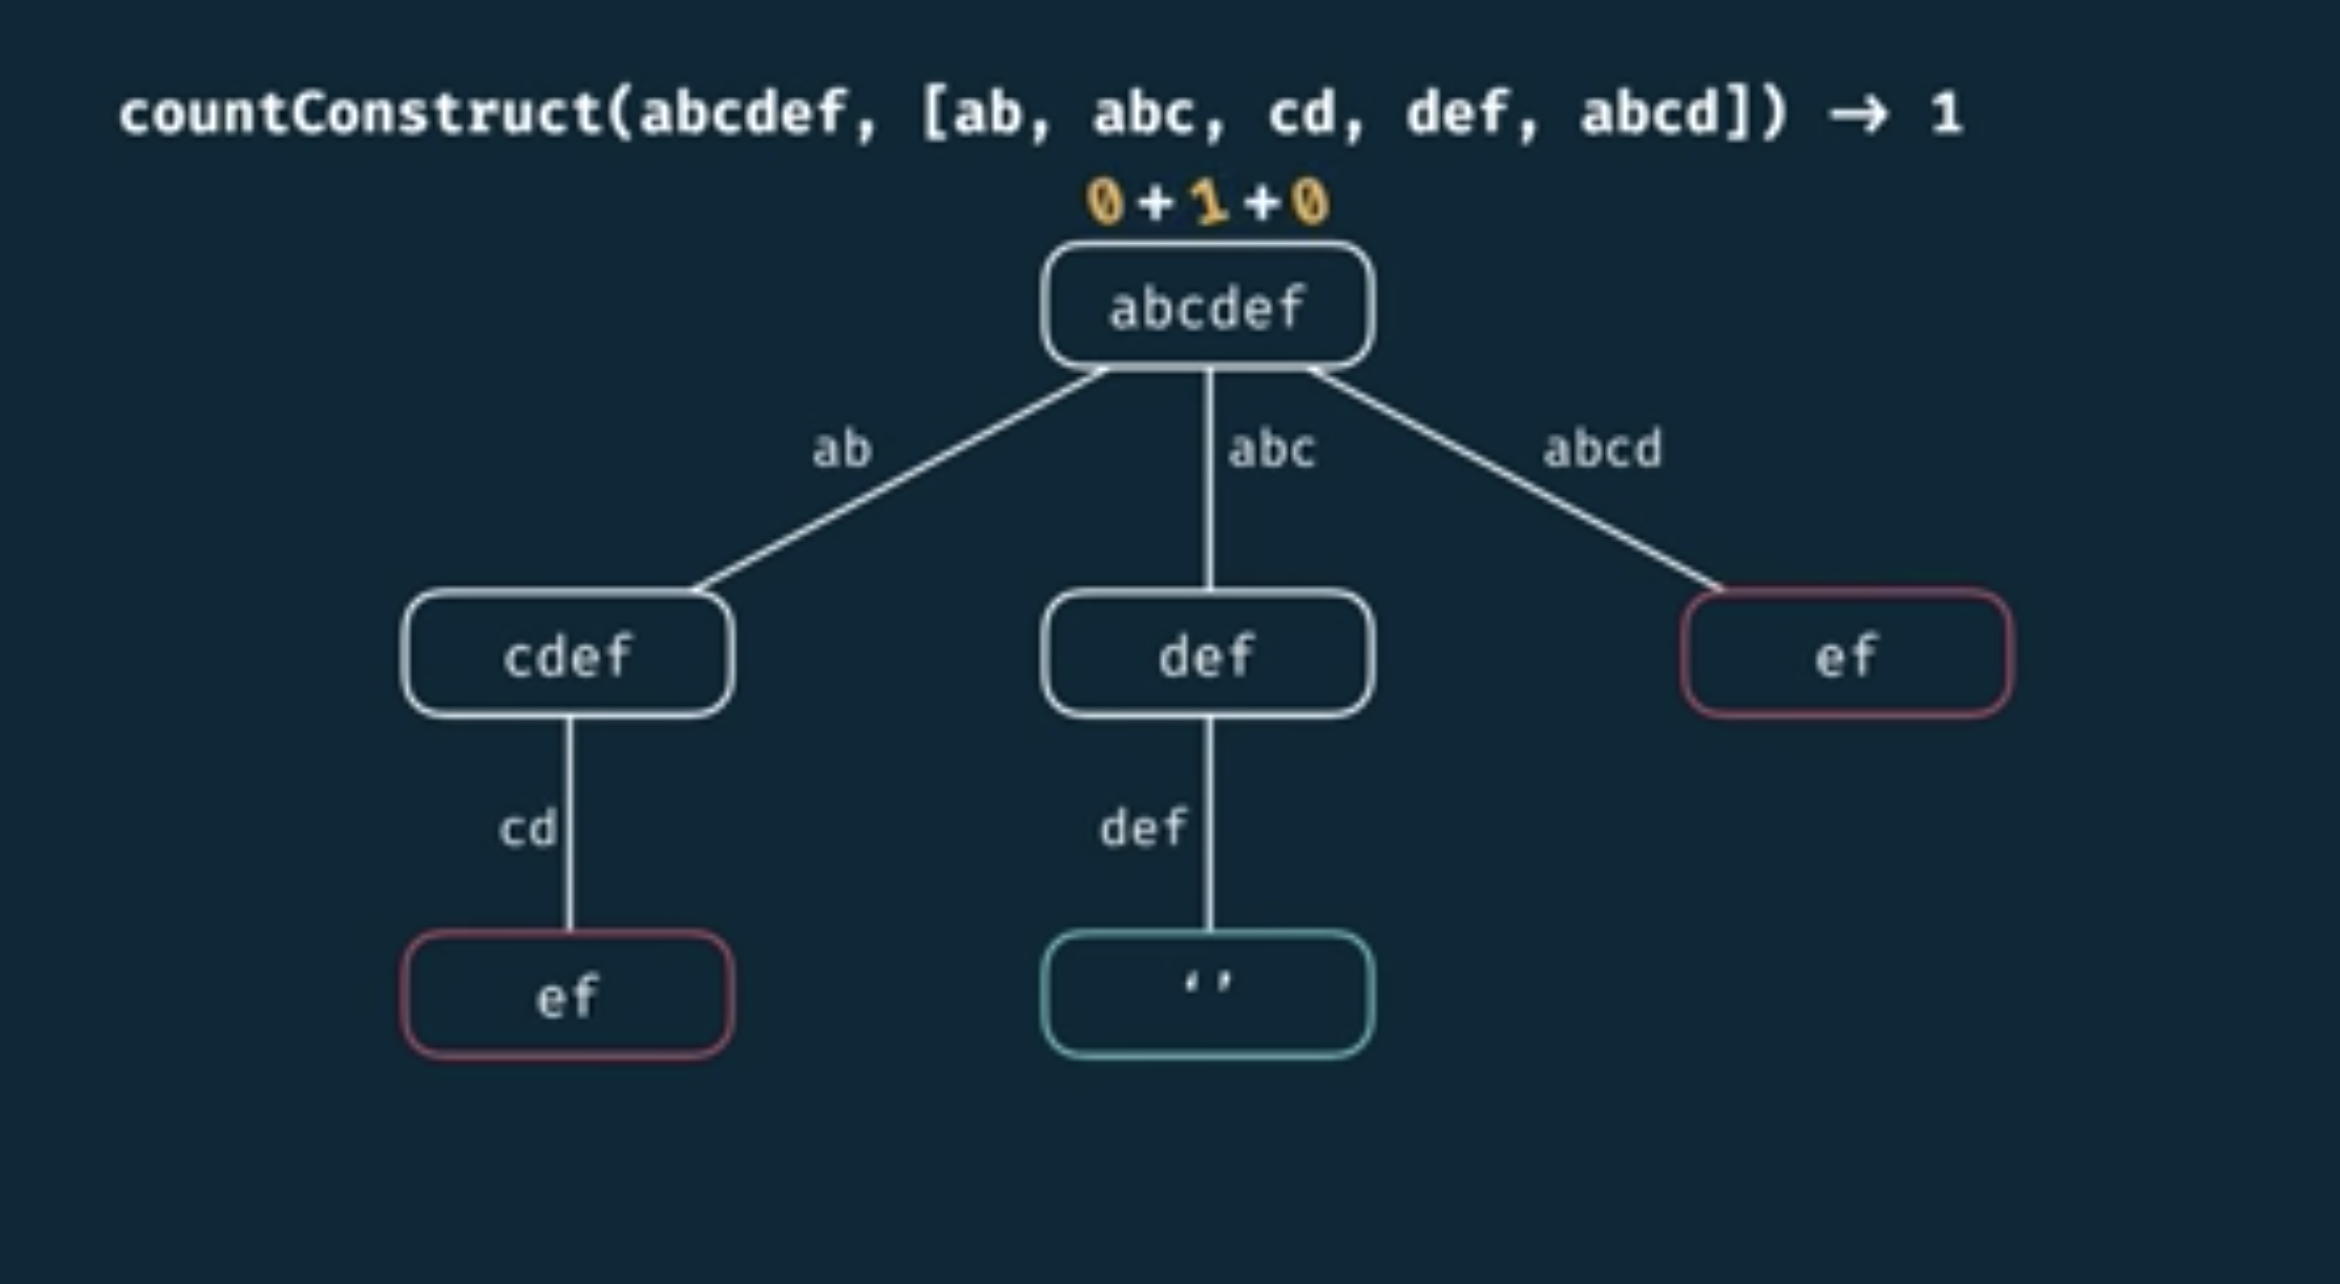 countConstruct(abcdef, [ab, abc, cd, def, abcd]) → 1
0+1+0
abcdef
ab abc abcd
cdef def ef
cd def
ef ‘’